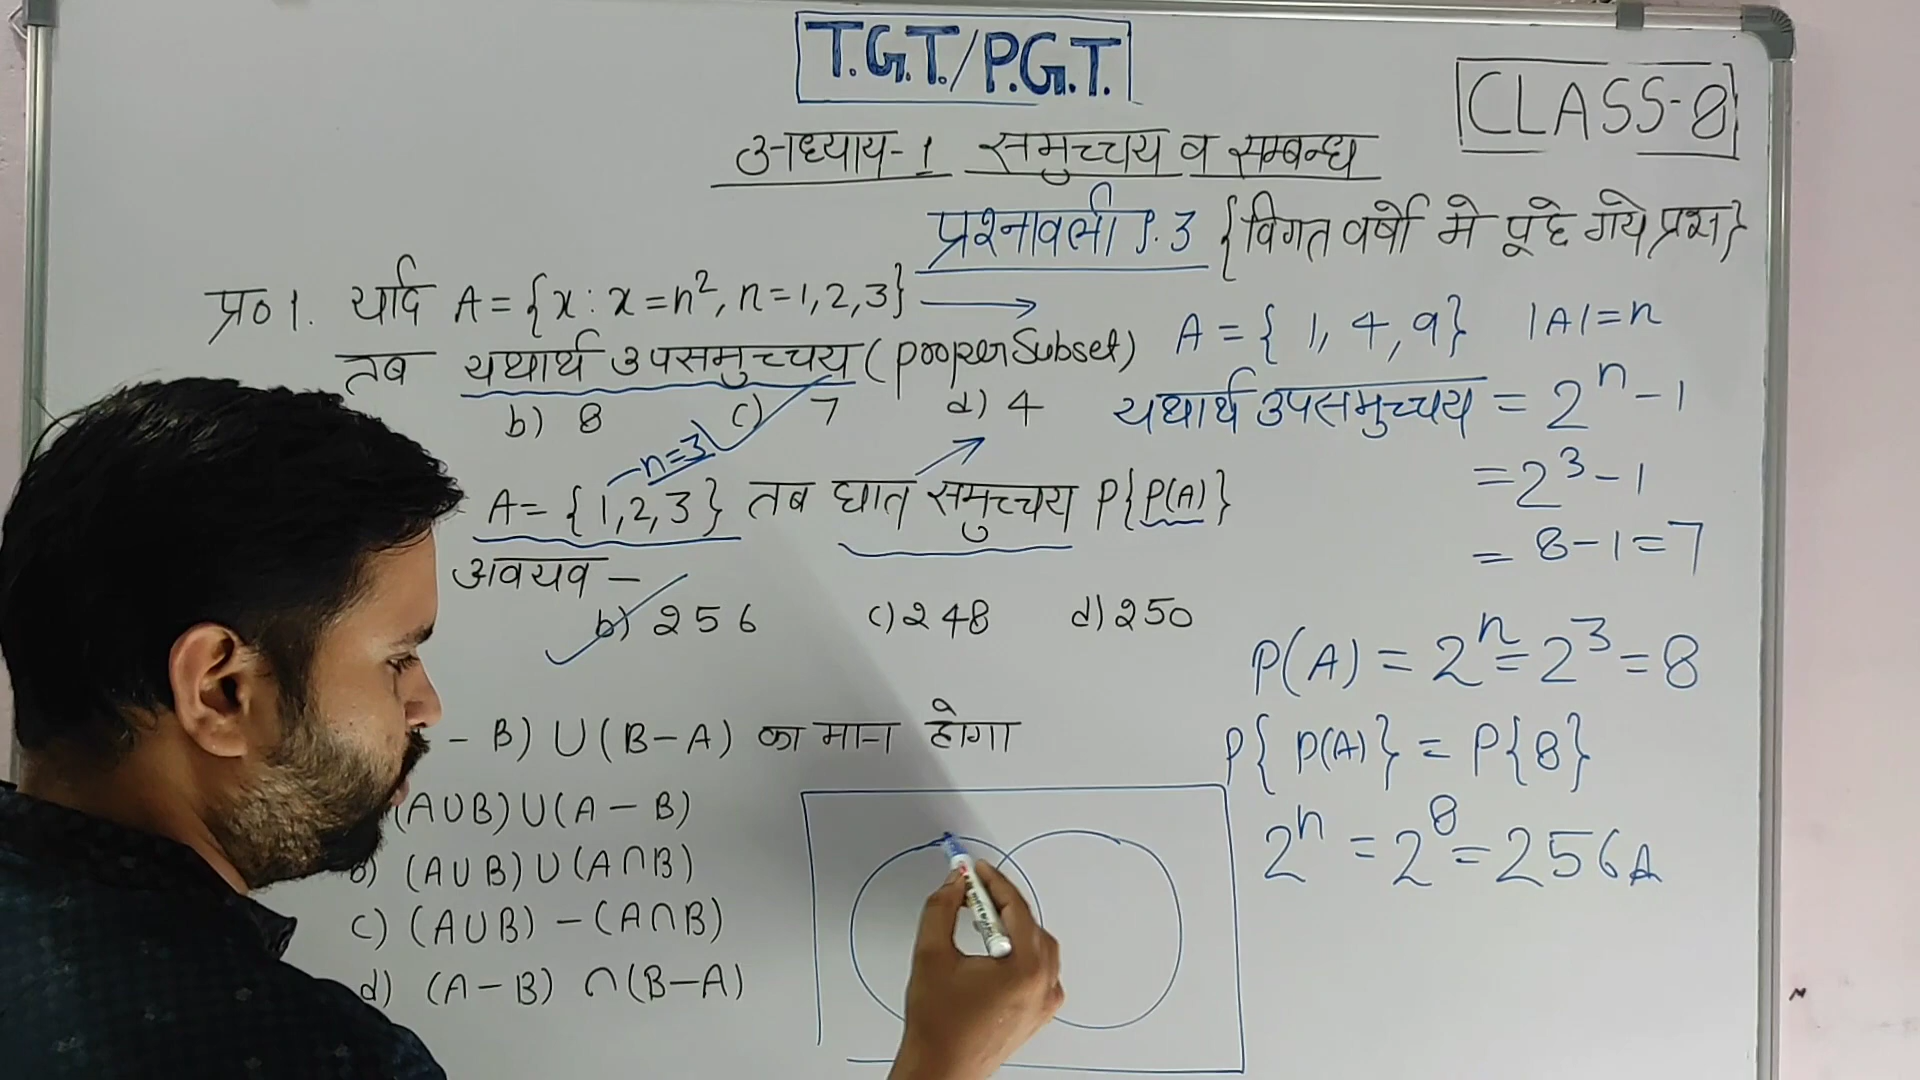 T.G.T./P.G.T.
CLASS-8
अध्याय-1 समुच्चय व सम्बन्ध
प्रश्नावली 1.3 {विगत वर्षो मे पूछे गये प्रश्न}
प्र० 1. यदि A = {x : x = n², n = 1, 2, 3} →
तब यथार्थ उपसमुच्चय (proper Subset)
b) 8 c) 7 d) 4
n=3
A = {1, 2, 3} तब घात समुच्चय P{P(A)}
अवयव –
b) 256 c) 248 d) 250
- B) ∪ (B – A) का मान होगा
(A∪B) ∪ (A – B)
b) (A∪B) ∪ (A∩B)
c) (A∪B) – (A∩B)
d) (A – B) ∩ (B – A)
A = {1, 4, 9} |A| = n
यथार्थ उपसमुच्चय = 2ⁿ – 1
= 2³ – 1
= 8 – 1 = 7
P(A) = 2ⁿ = 2³ = 8
P{P(A)} = P{8}
2ⁿ = 2⁸ = 256